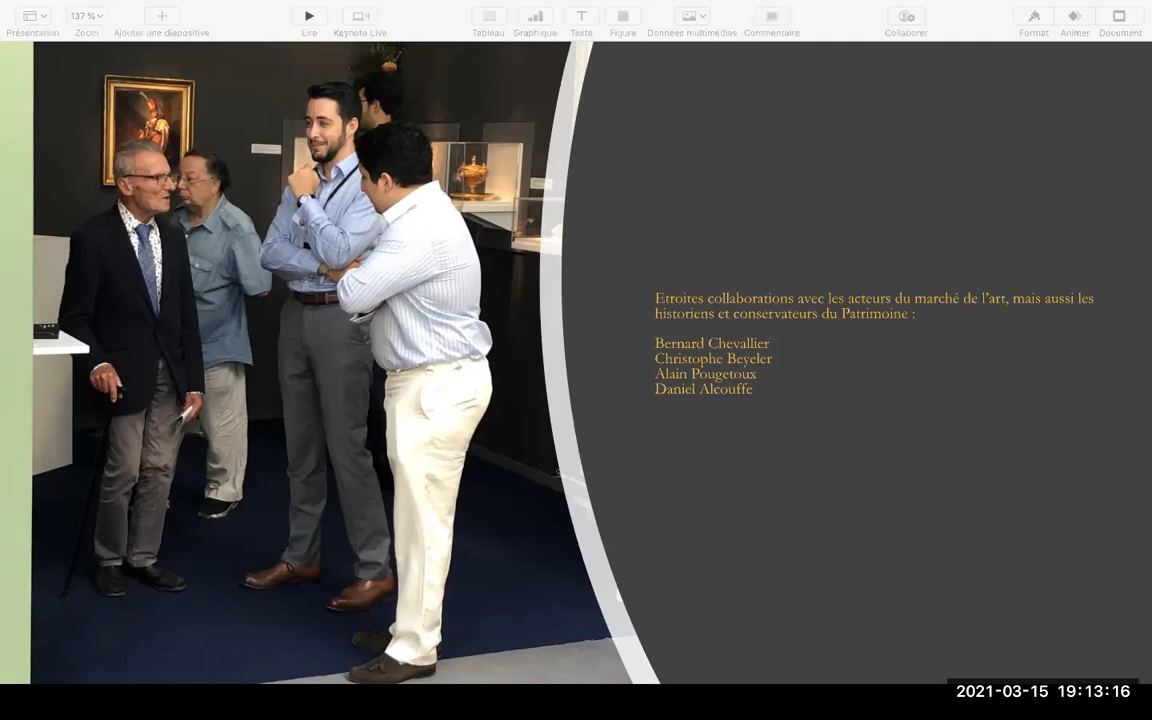 Présentation
137 %
Zoom
Ajouter une diapositive
Lire
Keynote Live
Tableau
Graphique
T
Texte
Figure
Données multimédias
Commentaire
Collaborer
Format
Animer
Document
Etroites collaborations avec les acteurs du marché de l'art, mais aussi les
historiens et conservateurs du Patrimoine :
Bernard Chevallier
Christophe Beyeler
Alain Pougetoux
Daniel Alcouffe
2021-03-15 19:13:16